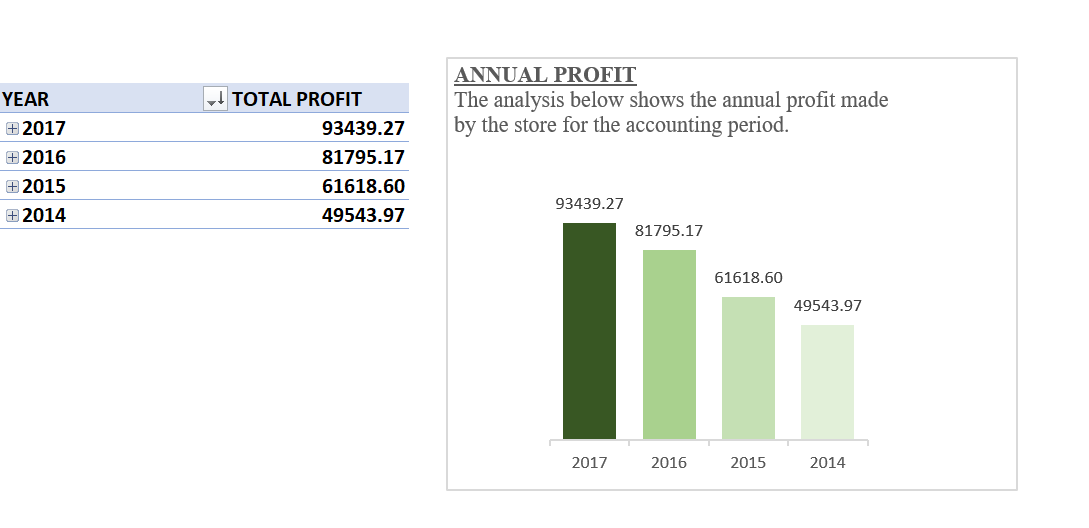 YEAR TOTAL PROFIT
2017 93439.27
2016 81795.17
2015 61618.60
2014 49543.97
ANNUAL PROFIT
The analysis below shows the annual profit made
by the store for the accounting period.
93439.27
81795.17
61618.60
49543.97
2017 2016 2015 2014